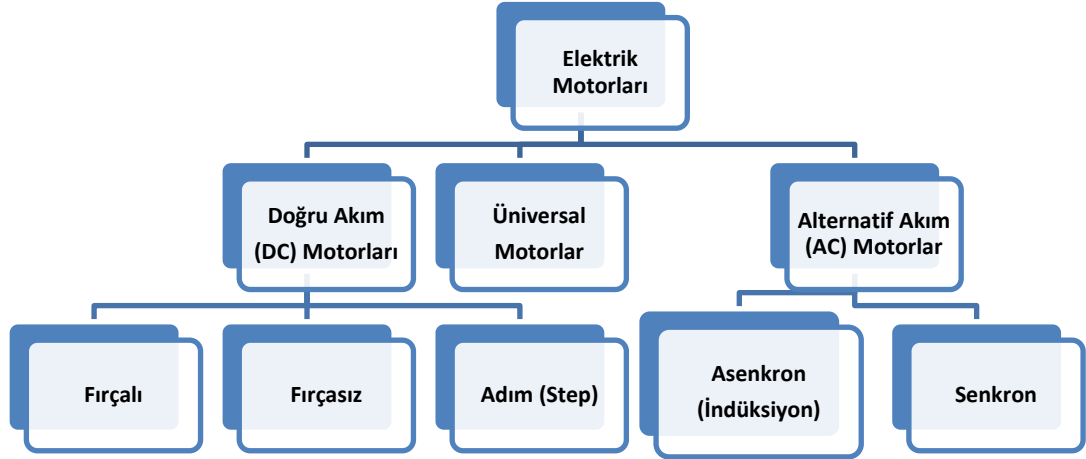 Elektrik
Motorları
Doğru Akım
(DC) Motorları
Üniversal
Motorlar
Alternatif Akım
(AC) Motorlar
Fırçalı
Fırçasız
Adım (Step)
Asenkron
(İndüksiyon)
Senkron